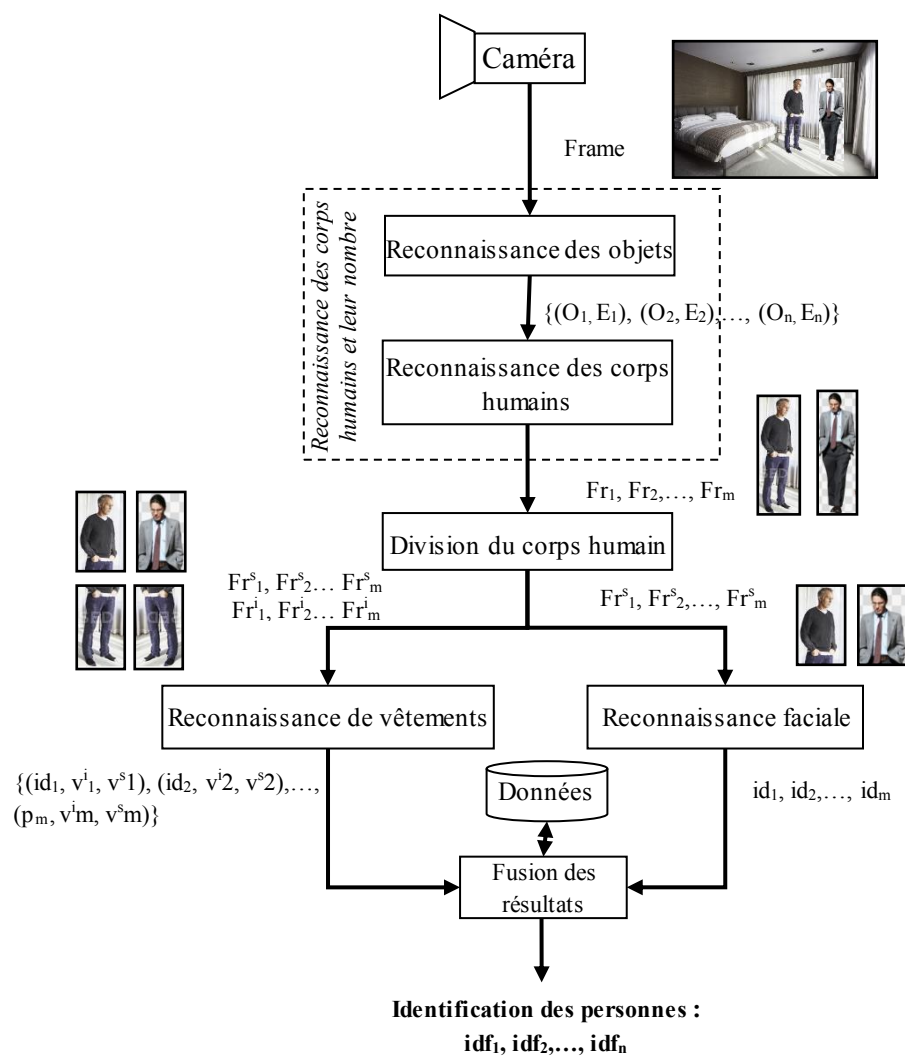 Caméra
Frame
Reconnaissance des corps
humains et leur nombre
Reconnaissance des objets
{(O₁, E₁), (O₂, E₂),…, (Oₙ, Eₙ)}
Reconnaissance des corps
humains
Fr₁, Fr₂,…, Frₘ
Division du corps humain
Frˢ₁, Frˢ₂… Frˢₘ
Frⁱ₁, Frⁱ₂… Frⁱₘ
Frˢ₁, Frˢ₂,…, Frˢₘ
Reconnaissance de vêtements
Reconnaissance faciale
{(id₁, vⁱ₁, vˢ1), (id₂, vⁱ2, vˢ2),…,
(pₘ, vⁱm, vˢm)}
Données
id₁, id₂,…, idₘ
Fusion des
résultats
Identification des personnes :
idf₁, idf₂,…, idfₙ